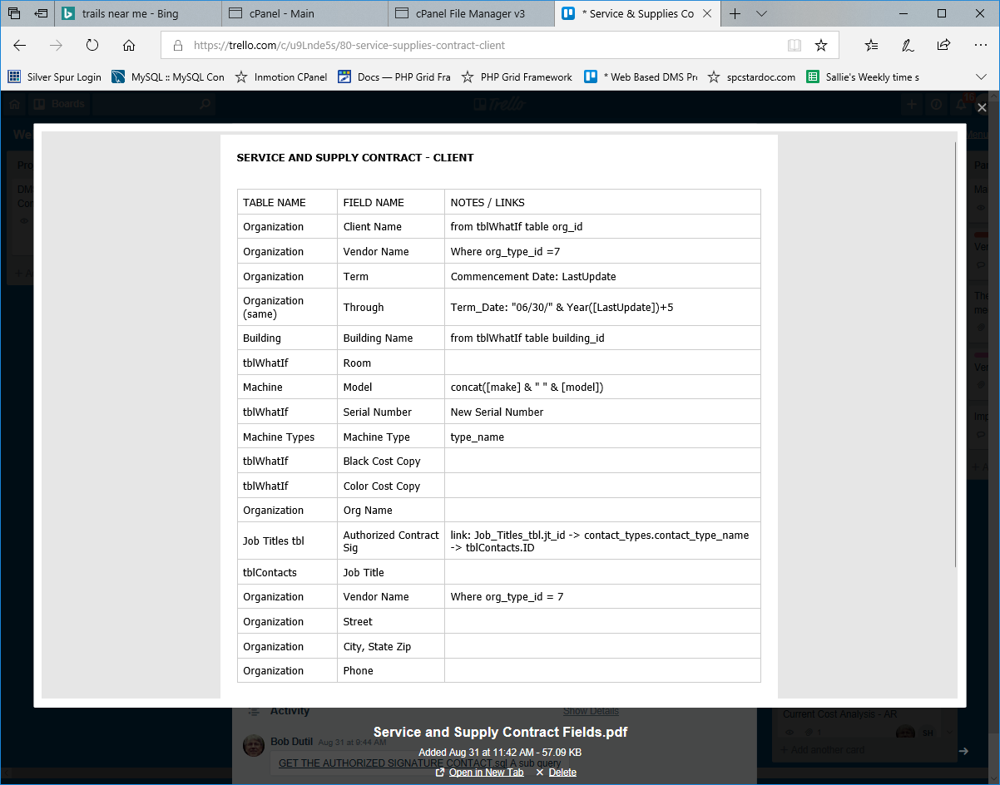 trails near me - Bing
cPanel - Main
cPanel File Manager v3
* Service & Supplies Co
https://trello.com/c/u9Lnde5s/80-service-supplies-contract-client
Silver Spur Login
MySQL :: MySQL Con
Inmotion CPanel
Docs — PHP Grid Fra
PHP Grid Framework
* Web Based DMS Pro
spcstardoc.com
Sallie's Weekly time s
Boards
Trello
16
Menu
SERVICE AND SUPPLY CONTRACT - CLIENT
TABLE NAME FIELD NAME NOTES / LINKS
Organization Client Name from tblWhatIf table org_id
Organization Vendor Name Where org_type_id =7
Organization Term Commencement Date: LastUpdate
Organization (same) Through Term_Date: "06/30/" & Year([LastUpdate])+5
Building Building Name from tblWhatIf table building_id
tblWhatIf Room
Machine Model concat([make] & " " & [model])
tblWhatIf Serial Number New Serial Number
Machine Types Machine Type type_name
tblWhatIf Black Cost Copy
tblWhatIf Color Cost Copy
Organization Org Name
Job Titles tbl Authorized Contract Sig link: Job_Titles_tbl.jt_id -> contact_types.contact_type_name -> tblContacts.ID
tblContacts Job Title
Organization Vendor Name Where org_type_id = 7
Organization Street
Organization City, State Zip
Organization Phone
Activity
Show Details
Current Cost Analysis - AR
1
SH
+ Add another card
Service and Supply Contract Fields.pdf
Bob Dutil Aug 31 at 9:44 AM
Added Aug 31 at 11:42 AM - 57.09 KB
GET THE AUTHORIZED SIGNATURE CONTACT.sql A sub query
Open in New Tab
Delete